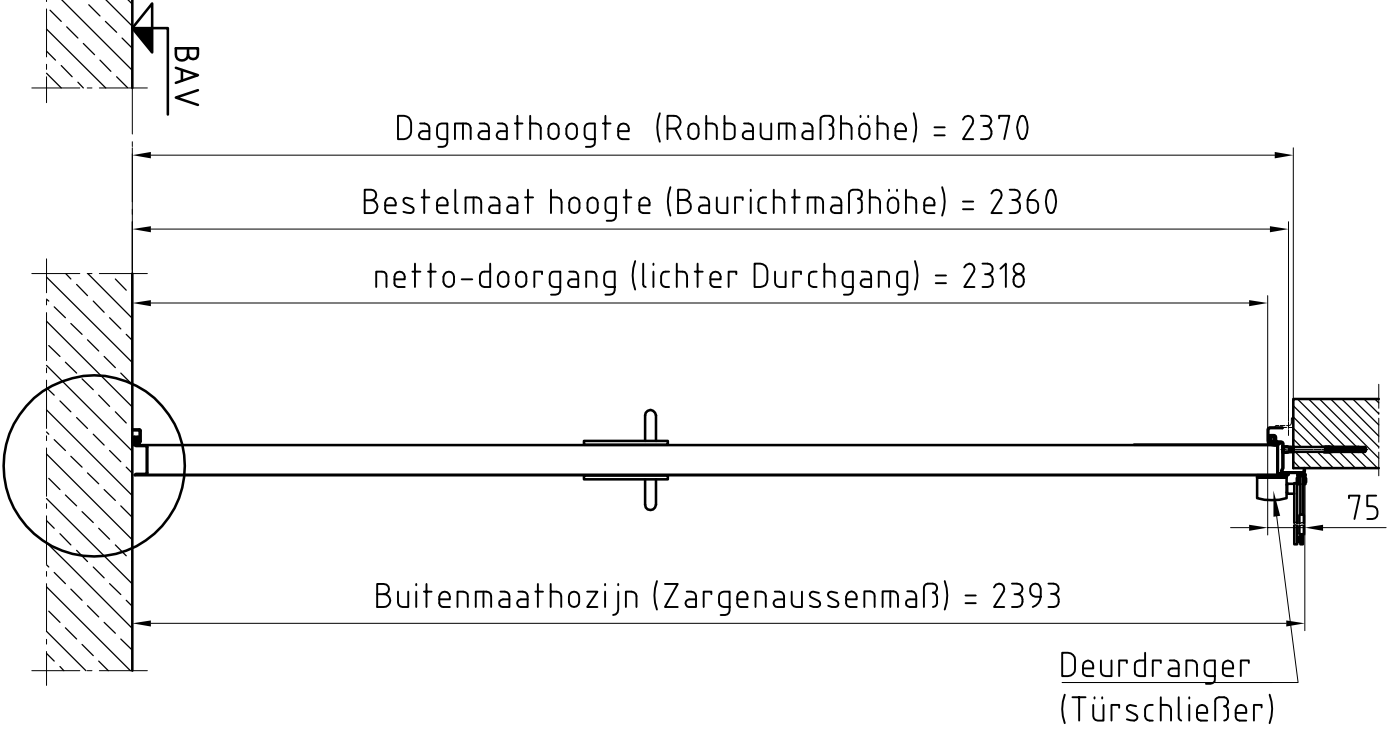 BAV
Dagmaathoogte (Rohbaumaßhöhe) = 2370
Bestelmaat hoogte (Baurichtmaßhöhe) = 2360
netto-doorgang (lichter Durchgang) = 2318
75
Buitenmaathozijn (Zargenaussenmaß) = 2393
Deurdranger
(Türschließer)